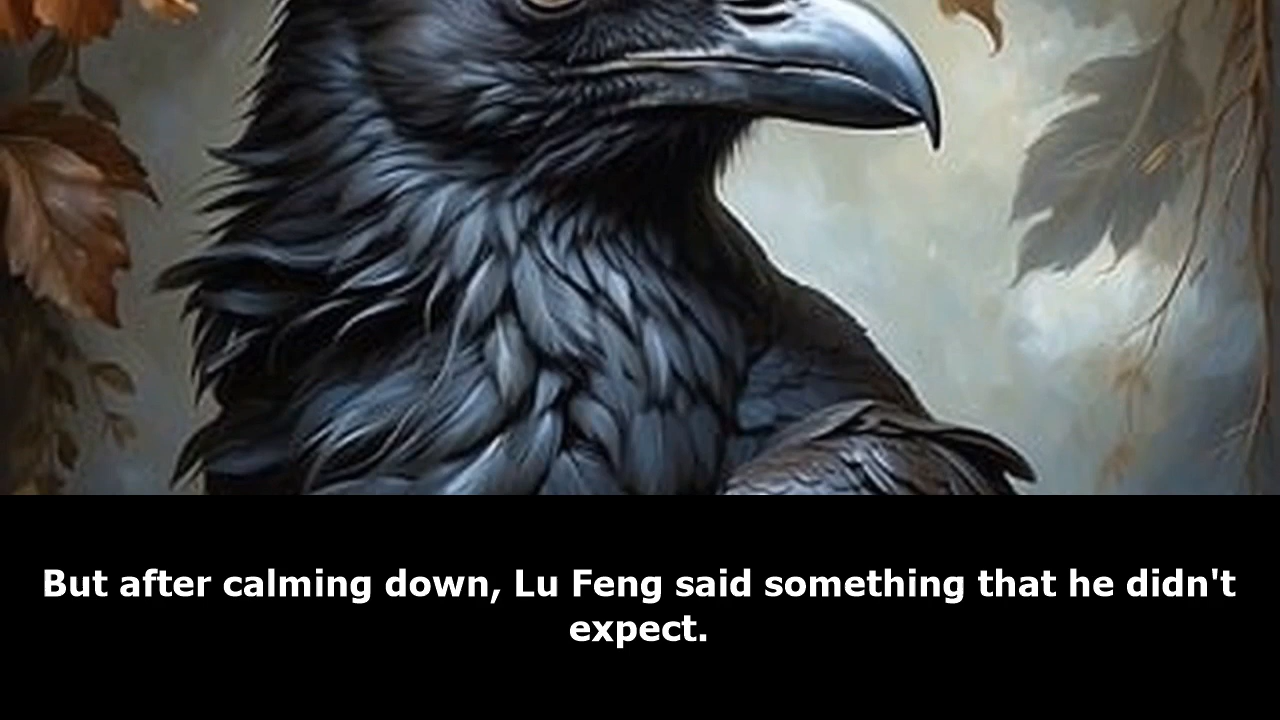 But after calming down, Lu Feng said something that he didn't
expect.